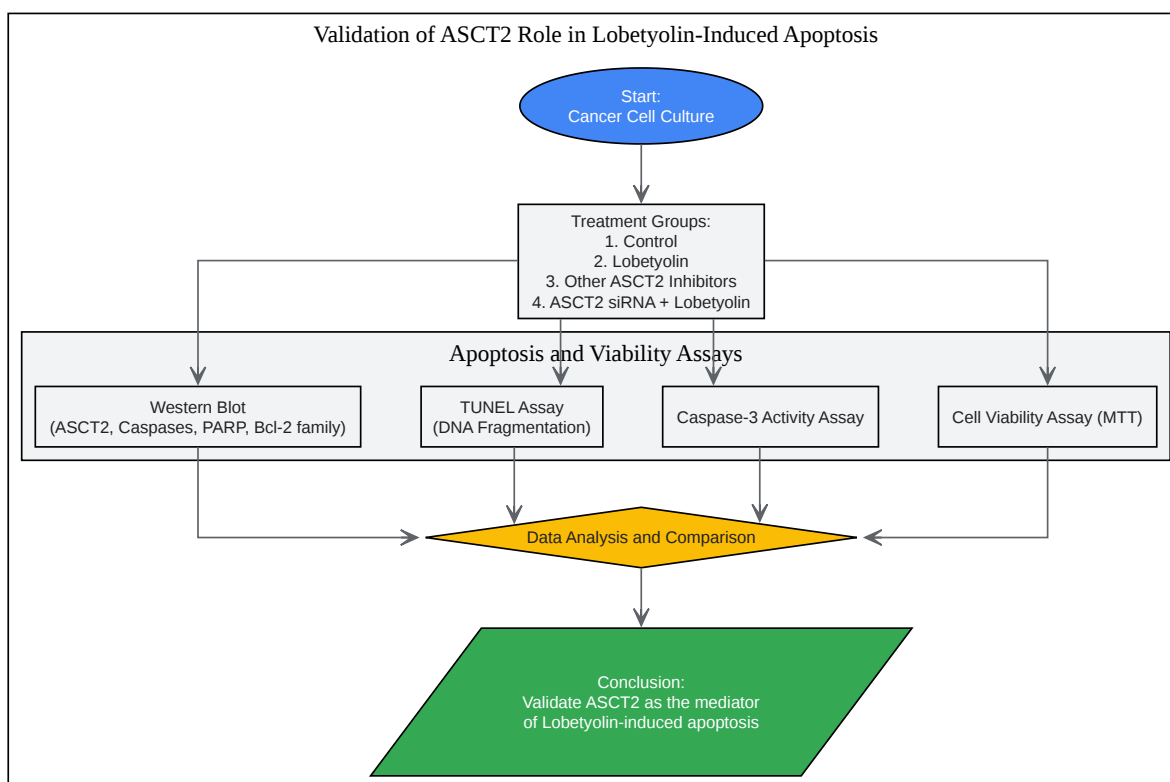 Validation of ASCT2 Role in Lobetyolin-Induced Apoptosis
Start:
Cancer Cell Culture
Treatment Groups:
1. Control
2. Lobetyolin
3. Other ASCT2 Inhibitors
4. ASCT2 siRNA + Lobetyolin
Apoptosis and Viability Assays
Western Blot
(ASCT2, Caspases, PARP, Bcl-2 family)
TUNEL Assay
(DNA Fragmentation)
Caspase-3 Activity Assay
Cell Viability Assay (MTT)
Data Analysis and Comparison
Conclusion:
Validate ASCT2 as the mediator
of Lobetyolin-induced apoptosis